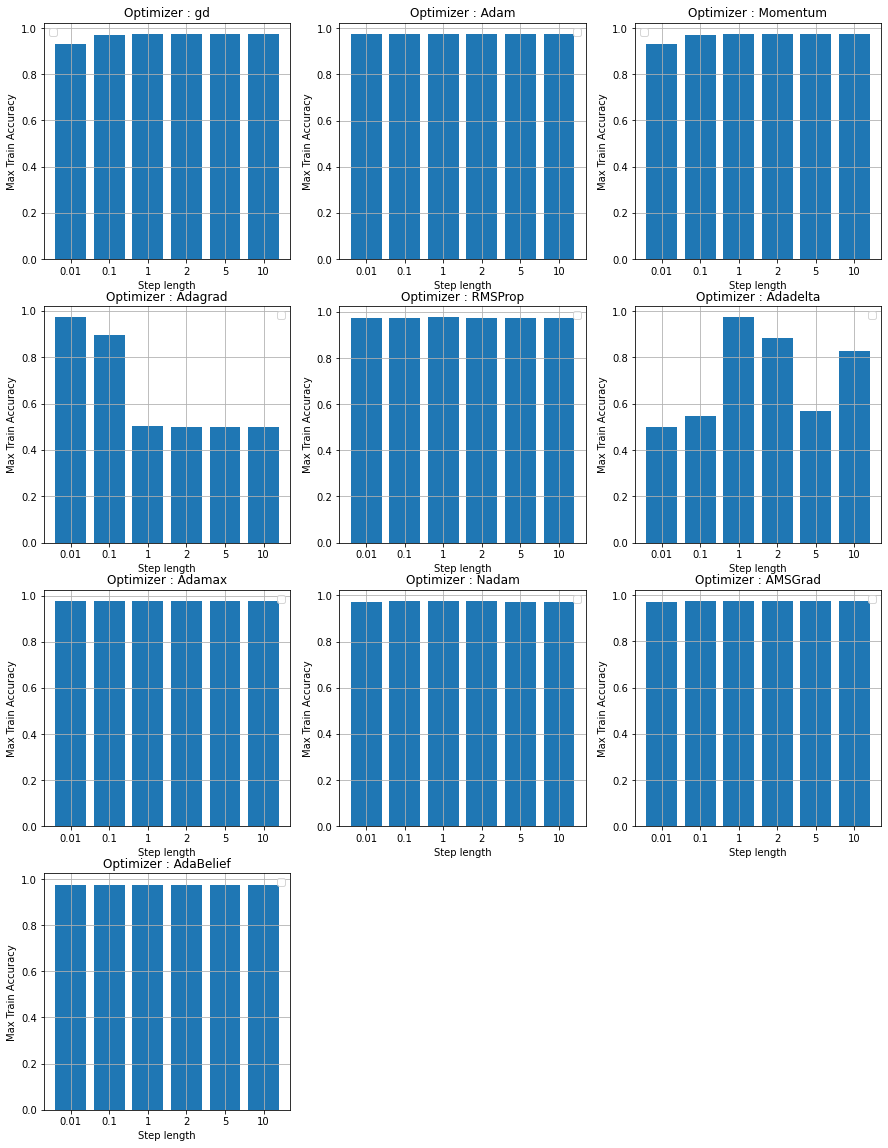 Optimizer : gd
Max Train Accuracy
1.0
0.8
0.6
0.4
0.2
0.0
0.01 0.1 1 2 5 10
Step length
Optimizer : Adam
Max Train Accuracy
1.0
0.8
0.6
0.4
0.2
0.0
0.01 0.1 1 2 5 10
Step length
Optimizer : Momentum
Max Train Accuracy
1.0
0.8
0.6
0.4
0.2
0.0
0.01 0.1 1 2 5 10
Step length
Optimizer : Adagrad
Max Train Accuracy
1.0
0.8
0.6
0.4
0.2
0.0
0.01 0.1 1 2 5 10
Step length
Optimizer : RMSProp
Max Train Accuracy
1.0
0.8
0.6
0.4
0.2
0.0
0.01 0.1 1 2 5 10
Step length
Optimizer : Adadelta
Max Train Accuracy
1.0
0.8
0.6
0.4
0.2
0.0
0.01 0.1 1 2 5 10
Step length
Optimizer : Adamax
Max Train Accuracy
1.0
0.8
0.6
0.4
0.2
0.0
0.01 0.1 1 2 5 10
Step length
Optimizer : Nadam
Max Train Accuracy
1.0
0.8
0.6
0.4
0.2
0.0
0.01 0.1 1 2 5 10
Step length
Optimizer : AMSGrad
Max Train Accuracy
1.0
0.8
0.6
0.4
0.2
0.0
0.01 0.1 1 2 5 10
Step length
Optimizer : AdaBelief
Max Train Accuracy
1.0
0.8
0.6
0.4
0.2
0.0
0.01 0.1 1 2 5 10
Step length